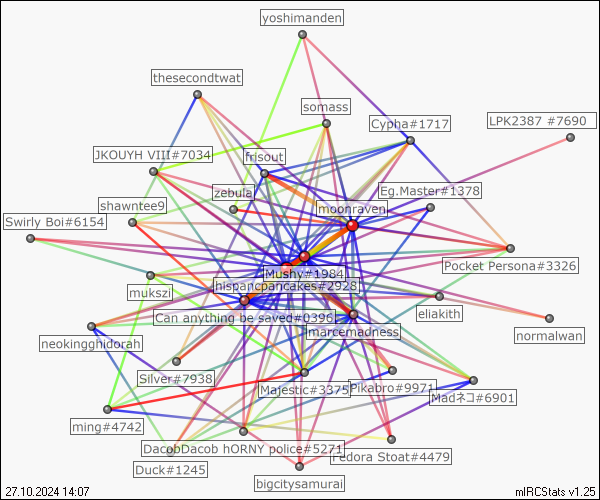 yoshimanden
thesecondtwat
somass
LPK2387 #7690
Cypha#1717
JKOUYH VIII#7034
frisout
zebula
Eg.Master#1378
shawntee9
moonraven
Swirly Boi#6154
Pocket Persona#3326
Mushy#1984
hispanicpancakes#2928
mukszi
eliakith
Can anything be saved#0396
marcemadness
normalwan
neokingghidorah
Silver#7938
Majestic#3375
Pikabro#9971
Madネコ#6901
ming#4742
DacobDacob hORNY police#5271
Fedora Stoat#4479
Duck#1245
bigcitysamurai
27.10.2024 14:07
mIRCStats v1.25